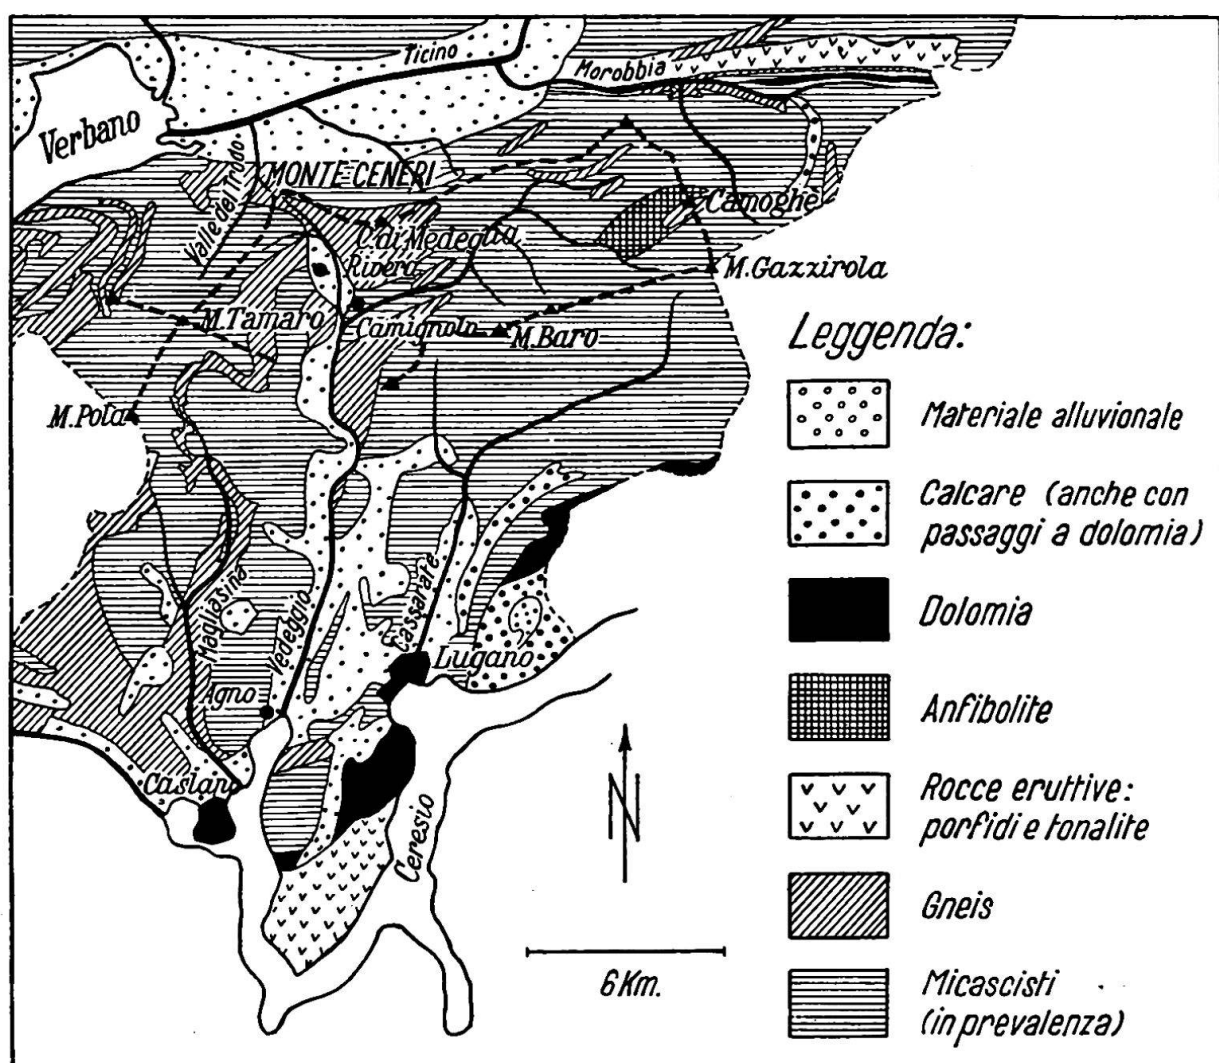 Ticino
Morobbia
Verbano
Valle del Trodo
MONTE CENERI
Camoghè
C. di Medeglia
Rivera
M. Gazzirola
M. Tamaro
Camignolo
M. Baro
M. Pola
Magliasina
Vedeggio
Cassarate
Lugano
Agno
Caslano
Ceresio
N
6 Km.
Leggenda:
Materiale alluvionale
Calcare (anche con
passaggi a dolomia)
Dolomia
Anfibolite
Rocce eruttive:
porfidi e tonalite
Gneis
Micascisti
(in prevalenza)